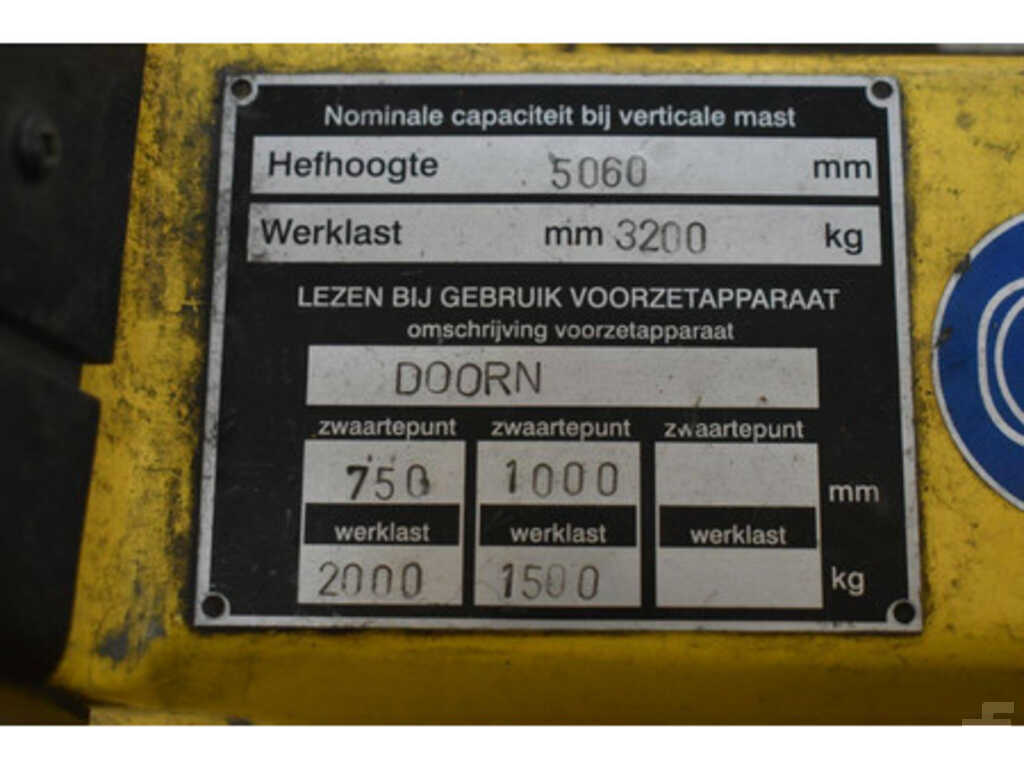 Nominale capaciteit bij verticale mast
Hefhoogte 5060 mm
Werklast mm 3200 kg
LEZEN BIJ GEBRUIK VOORZETAPPARAAT
omschrijving voorzetapparaat
DOORN
zwaartepunt zwaartepunt zwaartepunt
750 1000 mm
werklast werklast werklast
2000 1500 kg